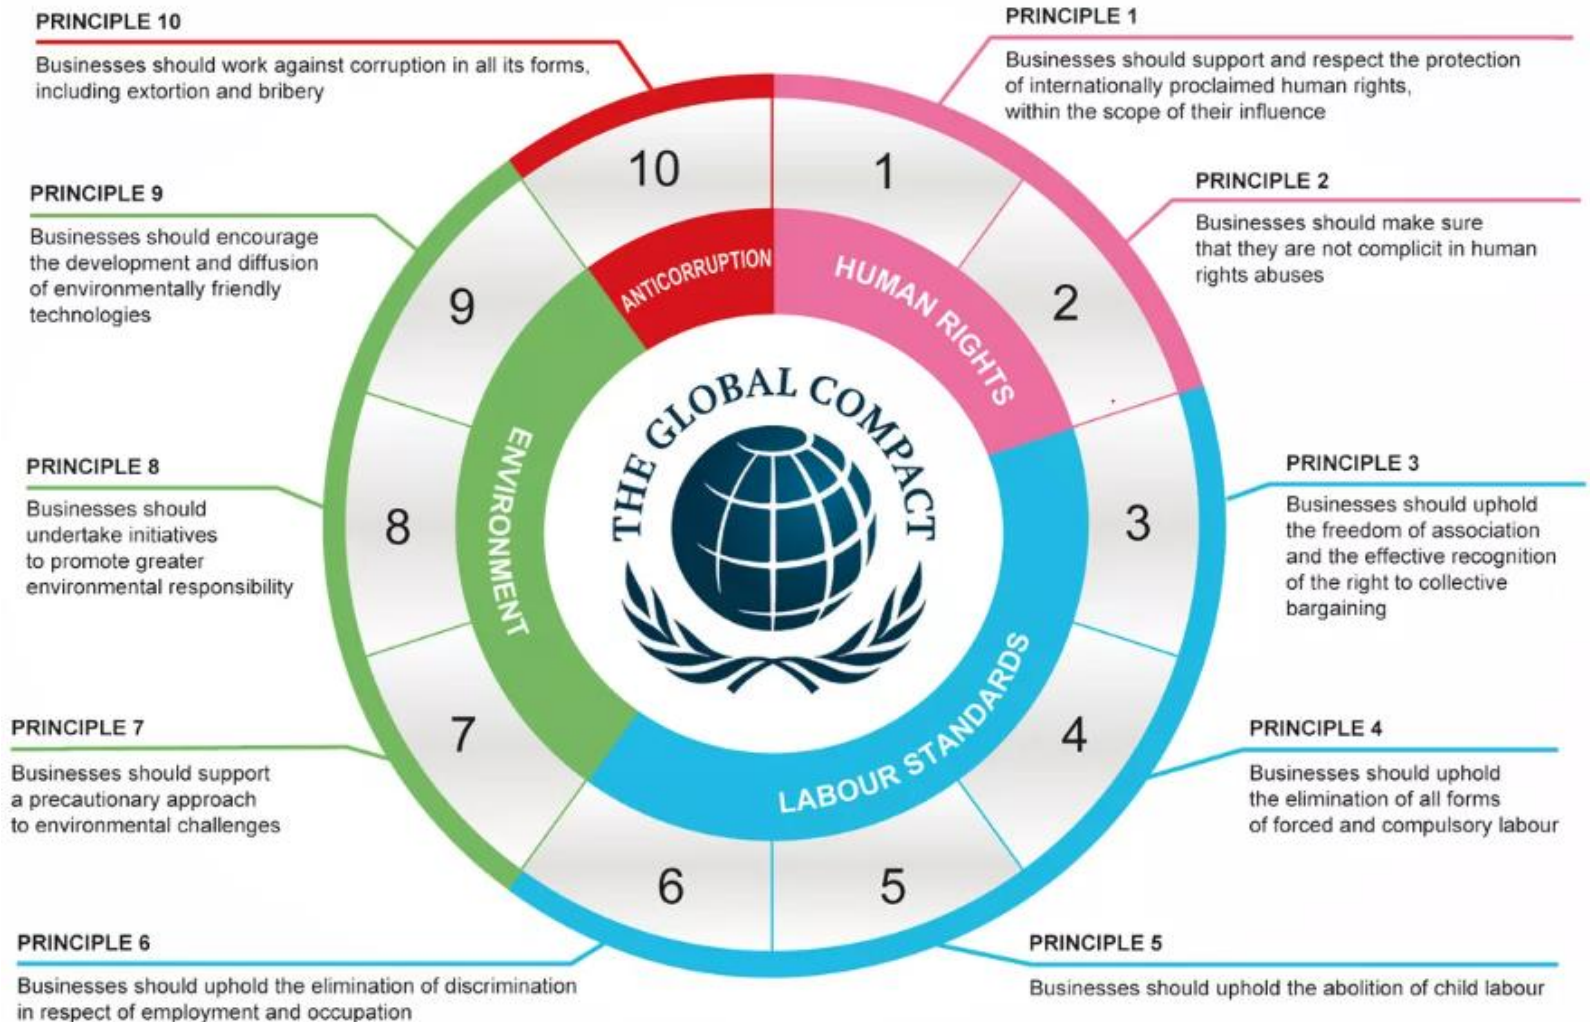 PRINCIPLE 10
Businesses should work against corruption in all its forms,
including extortion and bribery
PRINCIPLE 1
Businesses should support and respect the protection
of internationally proclaimed human rights,
within the scope of their influence
PRINCIPLE 2
Businesses should make sure
that they are not complicit in human
rights abuses
PRINCIPLE 3
Businesses should uphold
the freedom of association
and the effective recognition
of the right to collective
bargaining
PRINCIPLE 4
Businesses should uphold
the elimination of all forms
of forced and compulsory labour
PRINCIPLE 5
Businesses should uphold the abolition of child labour
PRINCIPLE 6
Businesses should uphold the elimination of discrimination
in respect of employment and occupation
PRINCIPLE 7
Businesses should support
a precautionary approach
to environmental challenges
PRINCIPLE 8
Businesses should
undertake initiatives
to promote greater
environmental responsibility
PRINCIPLE 9
Businesses should encourage
the development and diffusion
of environmentally friendly
technologies
10
1
2
3
4
5
6
7
8
9
ANTICORRUPTION
HUMAN RIGHTS
LABOUR STANDARDS
ENVIRONMENT
THE GLOBAL COMPACT